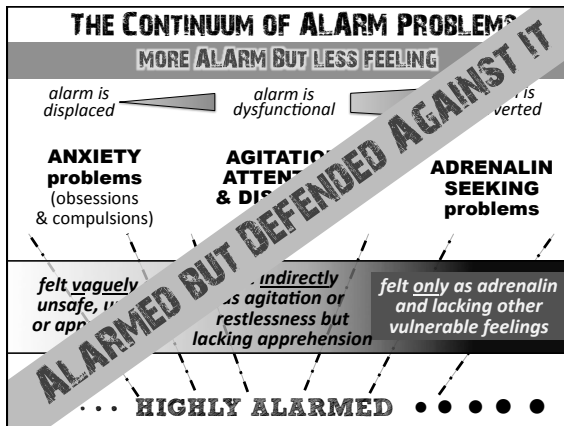 THE CONTINUUM OF ALARM PROBLEMS
MORE ALARM BUT LESS FEELING
alarm is
displaced
alarm is
dysfunctional
is
verted
ANXIETY
problems
(obsessions
& compulsions)
AGITATIO
ATTENT
& DIS
ADRENALIN
SEEKING
problems
ALARMED BUT DEFENDED AGAINST IT
felt vaguely
unsafe, u
or app
indirectly
as agitation or
restlessness but
lacking apprehension
felt only as adrenalin
and lacking other
vulnerable feelings
HIGHLY ALARMED